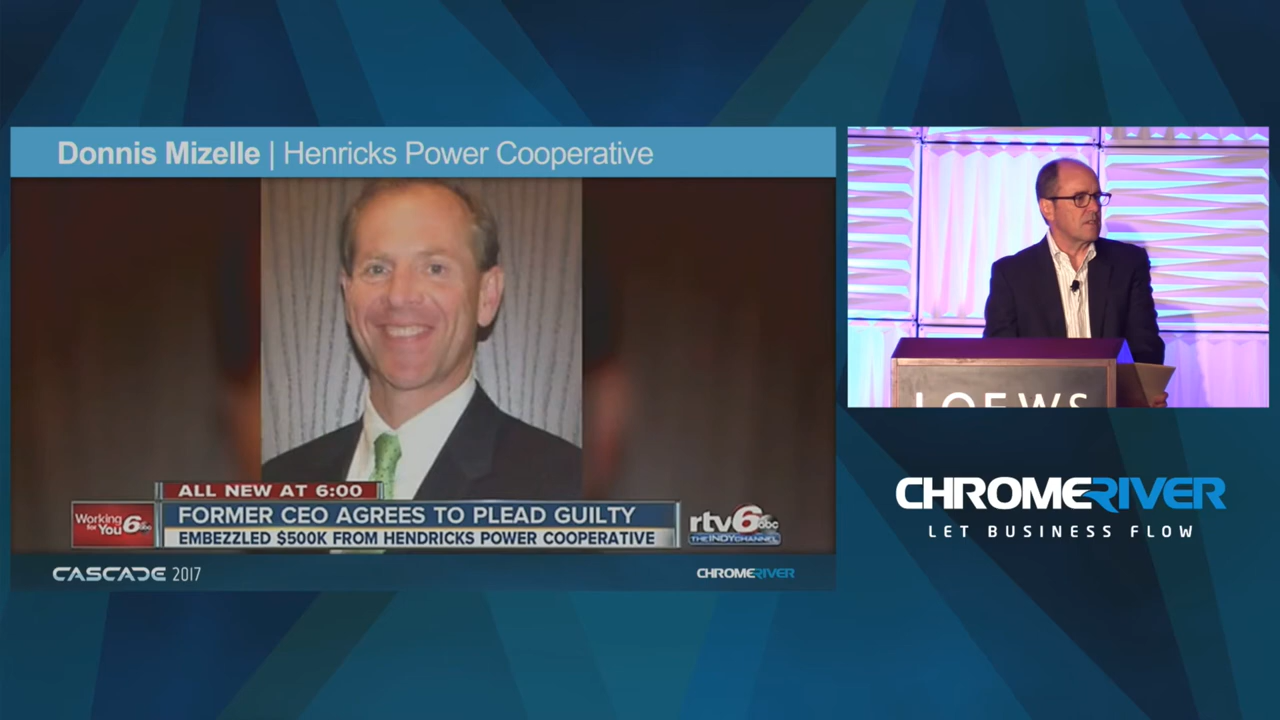 Donnis Mizelle | Henricks Power Cooperative
ALL NEW AT 6:00
Working for You 6 abc
FORMER CEO AGREES TO PLEAD GUILTY
EMBEZZLED $500K FROM HENDRICKS POWER COOPERATIVE
rtv6 abc
THE INDY CHANNEL
CASCADE 2017
CHROMERIVER
LOEWS
CHROMERIVER
LET BUSINESS FLOW